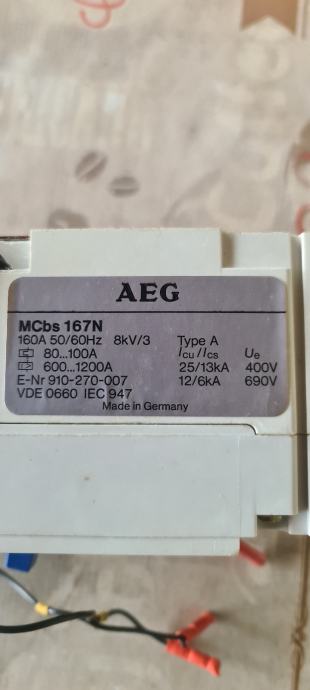 AEG
MCbs 167N
160A 50/60Hz 8kV/3 Type A
80...100A Icu/Ics Ue
600...1200A 25/13kA 400V
E-Nr 910-270-007 12/6kA 690V
VDE 0660 IEC 947
Made in Germany